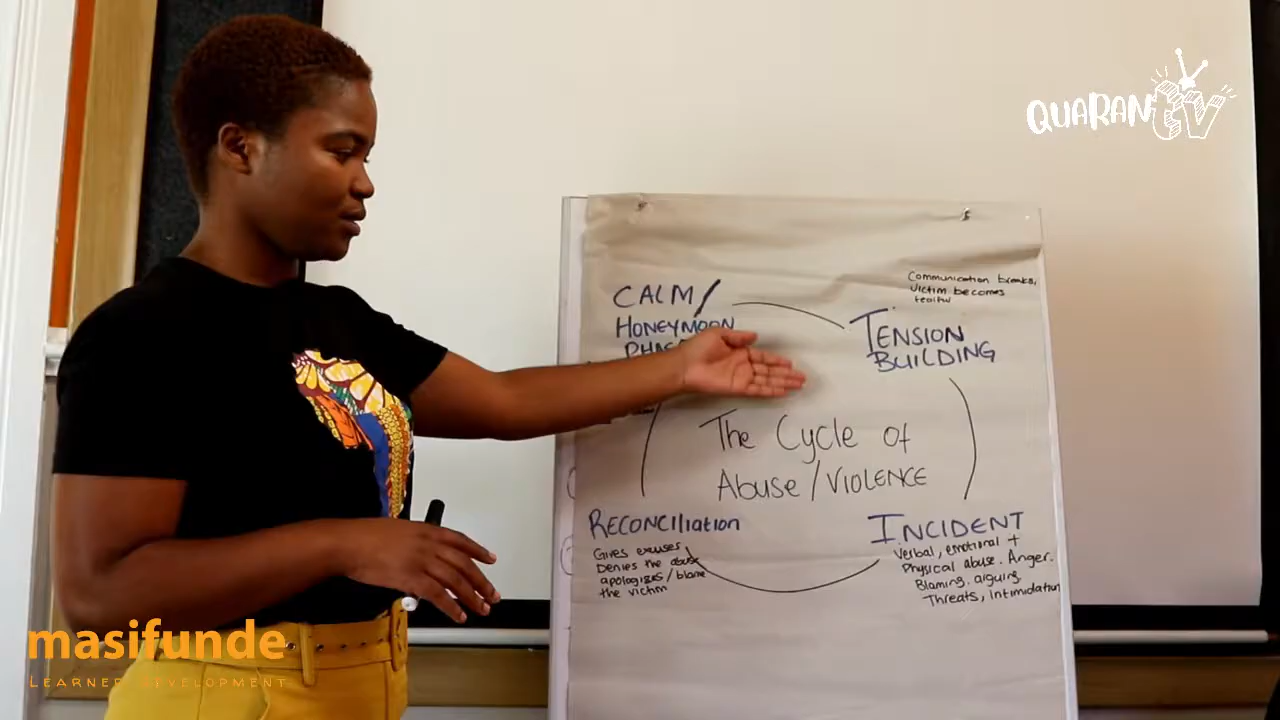 QUARANTV
CALM/
HONEYMOON
Communication breaks,
Victim becomes
TENSION
BUILDING
The Cycle of
Abuse/VIOLENCE
RECONCILIATION
Gives excuses,
Denies the abuse
apologizes/blame
the victim
INCIDENT
Verbal, emotional +
Physical abuse. Anger.
Blaming. arguing.
Threats, intimidation
masifunde
LEARNER DEVELOPMENT